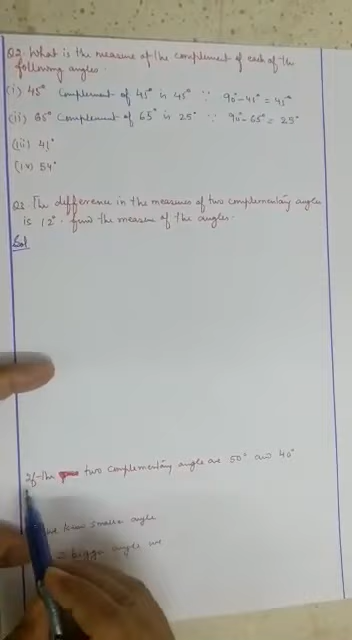 Q2. What is the measure of the complement of each of the
following angles.
(i) 45° Complement of 45° is 45° ∵ 90°-45° = 45°
(ii) 65° Complement of 65° is 25° ∵ 90°-65° = 25°
(iii) 41°
(iv) 54°
Q3 The difference in the measures of two complementary angles
is 12°. find the measure of the angles.
Sol
If the two complementary angle are 50° and 40°
smaller angle
bigger angle we